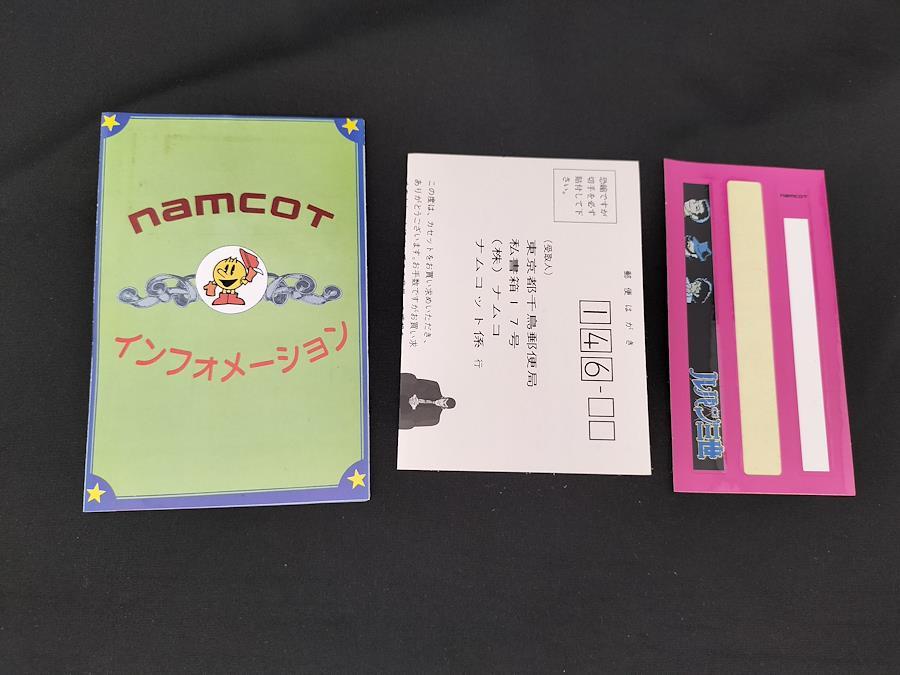 namcoT
インフォメーション
郵便はがき
146-
恐縮ですが
切手を必ず
貼付して下
さい。
(受取人)
東京都千鳥郵便局
私書箱17号
(株)ナムコ
ナムコット係 行
この度は、カセットをお買い求めいただき、
ありがとうございます。お手数ですがお買い求
namcoT
ルパン三世